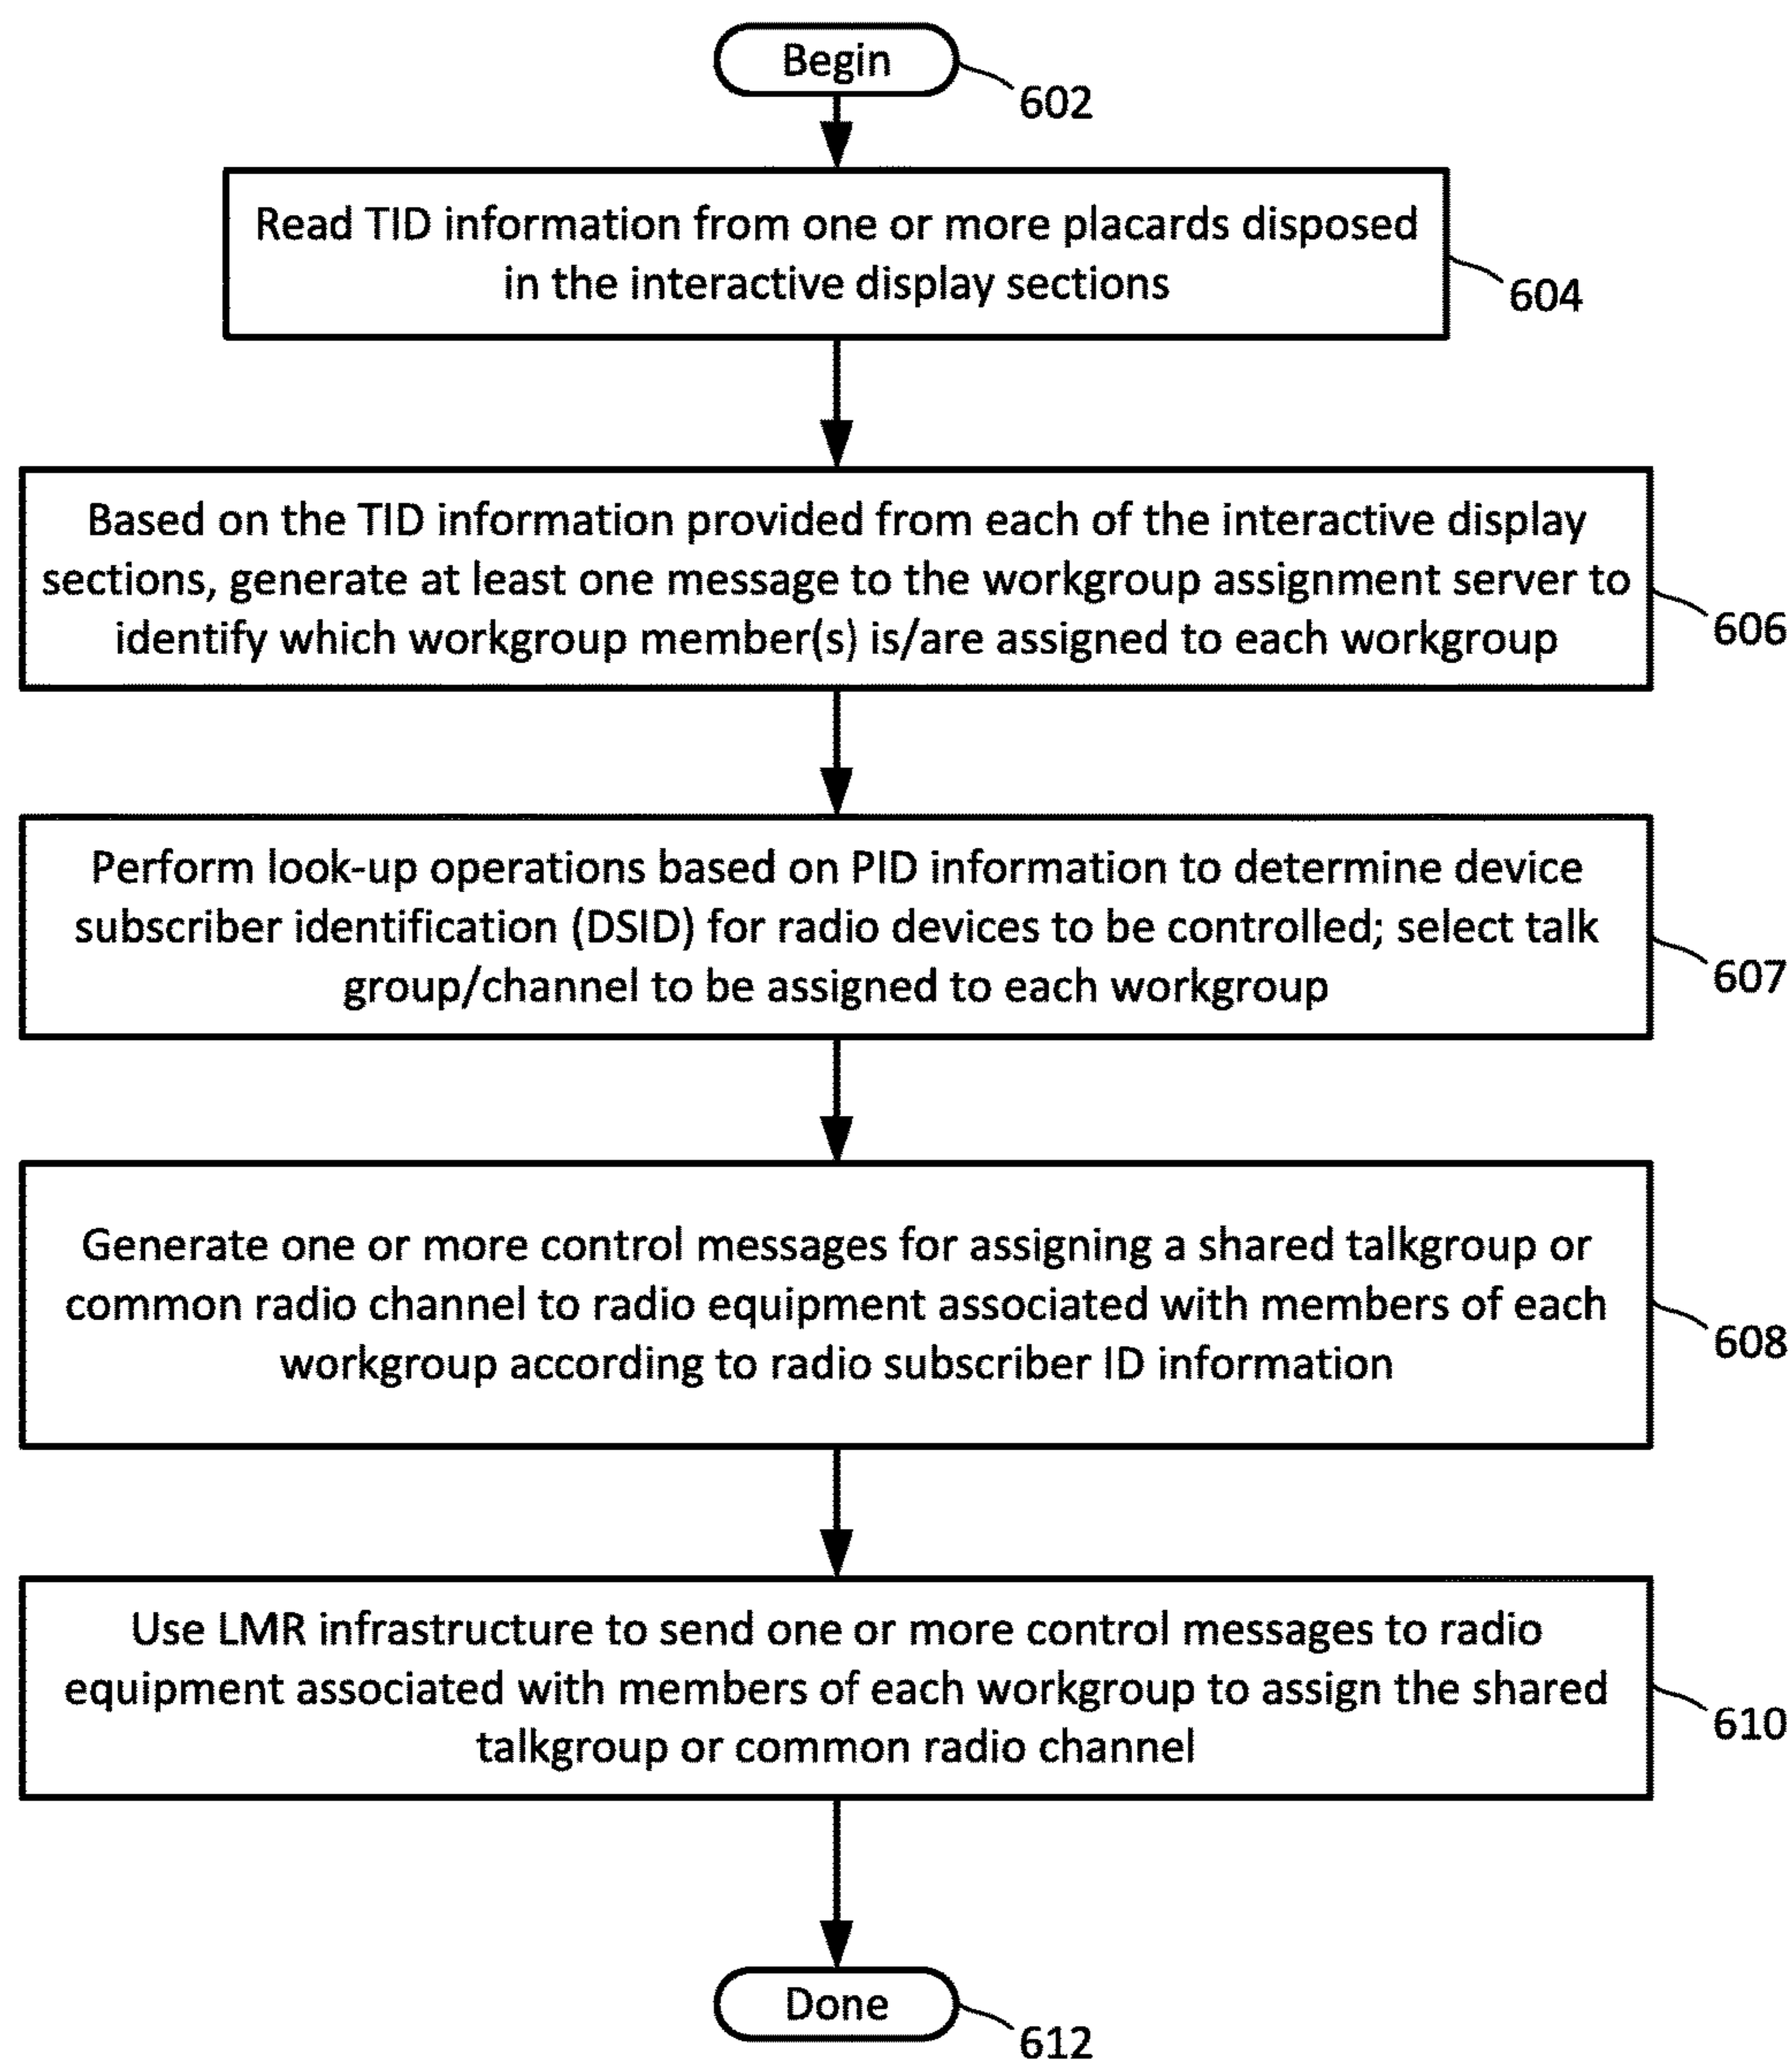 Begin
602
Read TID information from one or more placards disposed
in the interactive display sections
604
Based on the TID information provided from each of the interactive display
sections, generate at least one message to the workgroup assignment server to
identify which workgroup member(s) is/are assigned to each workgroup
606
Perform look-up operations based on PID information to determine device
subscriber identification (DSID) for radio devices to be controlled; select talk
group/channel to be assigned to each workgroup
607
Generate one or more control messages for assigning a shared talkgroup or
common radio channel to radio equipment associated with members of each
workgroup according to radio subscriber ID information
608
Use LMR infrastructure to send one or more control messages to radio
equipment associated with members of each workgroup to assign the shared
talkgroup or common radio channel
610
Done
612